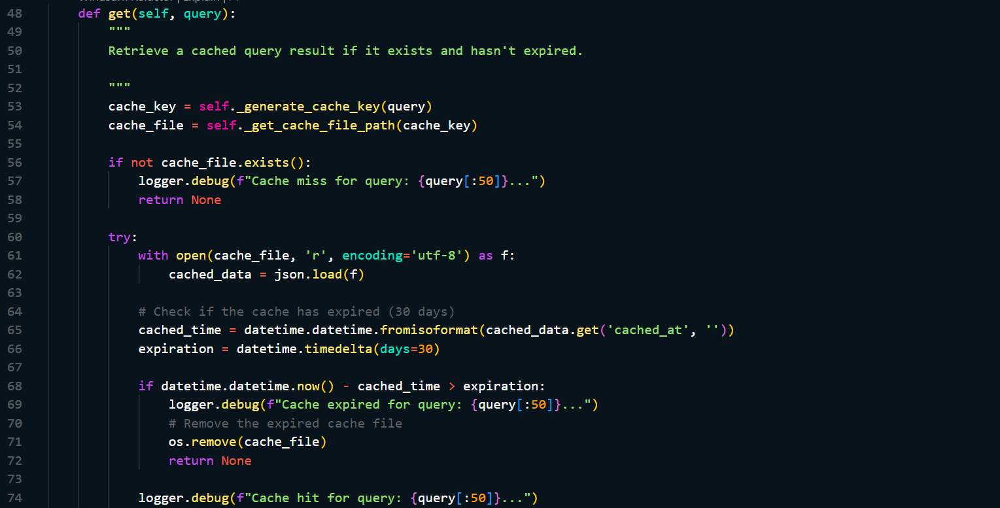 48 def get(self, query):
49 """
50 Retrieve a cached query result if it exists and hasn't expired.
51
52 """
53 cache_key = self._generate_cache_key(query)
54 cache_file = self._get_cache_file_path(cache_key)
55
56 if not cache_file.exists():
57 logger.debug(f"Cache miss for query: {query[:50]}...")
58 return None
59
60 try:
61 with open(cache_file, 'r', encoding='utf-8') as f:
62 cached_data = json.load(f)
63
64 # Check if the cache has expired (30 days)
65 cached_time = datetime.datetime.fromisoformat(cached_data.get('cached_at', ''))
66 expiration = datetime.timedelta(days=30)
67
68 if datetime.datetime.now() - cached_time > expiration:
69 logger.debug(f"Cache expired for query: {query[:50]}...")
70 # Remove the expired cache file
71 os.remove(cache_file)
72 return None
73
74 logger.debug(f"Cache hit for query: {query[:50]}...")